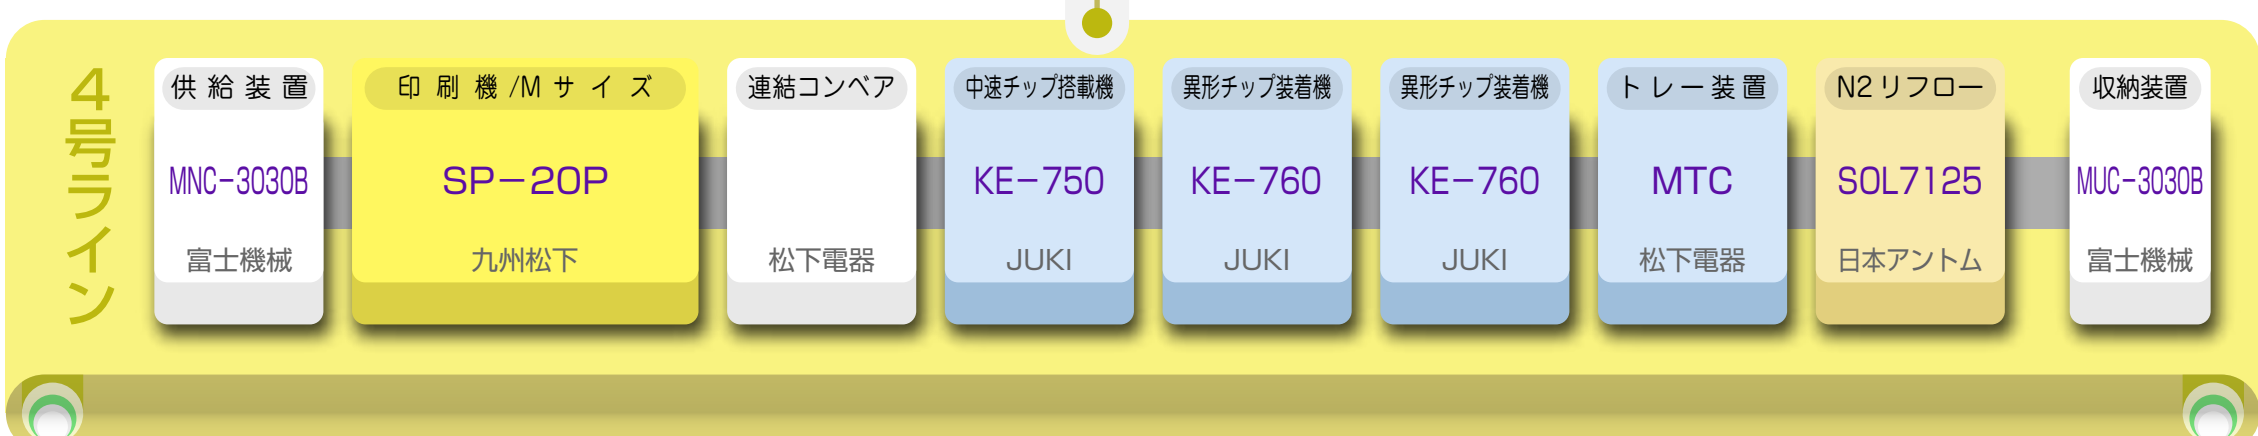 4号ライン
供給装置
MNC-3030B
富士機械
印刷機/Mサイズ
SP-20P
九州松下
連結コンベア
松下電器
中速チップ搭載機
KE-750
JUKI
異形チップ装着機
KE-760
JUKI
異形チップ装着機
KE-760
JUKI
トレー装置
MTC
松下電器
N2リフロー
SOL7125
日本アントム
収納装置
MUC-3030B
富士機械